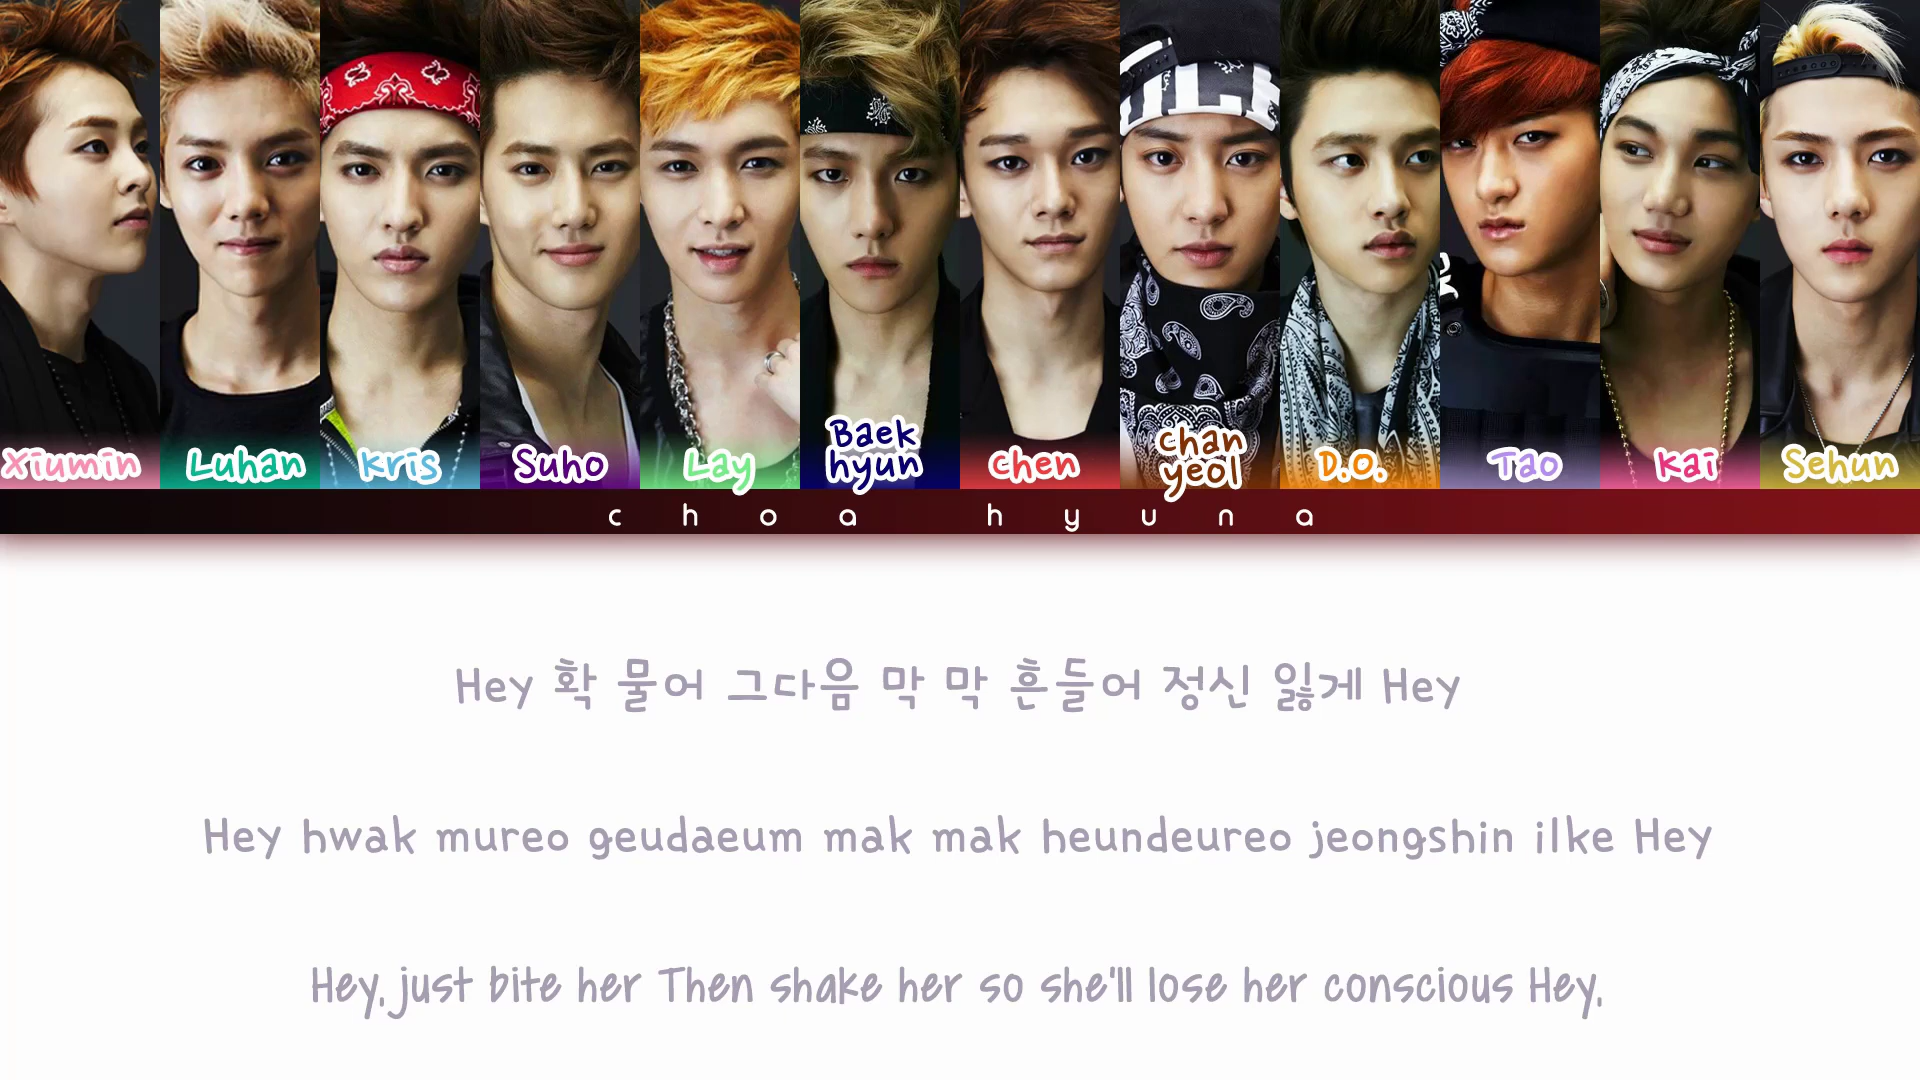 Xiumin
Luhan
Kris
Suho
Lay
Baek
hyun
Chen
Chan
yeol
D.O.
Tao
Kai
Sehun
choa hyuna
Hey 확 물어 그다음 막 막 흔들어 정신 잃게 Hey
Hey hwak mureo geudaeum mak mak heundeureo jeongshin ilke Hey
Hey, just bite her Then shake her so she'll lose her conscious Hey,